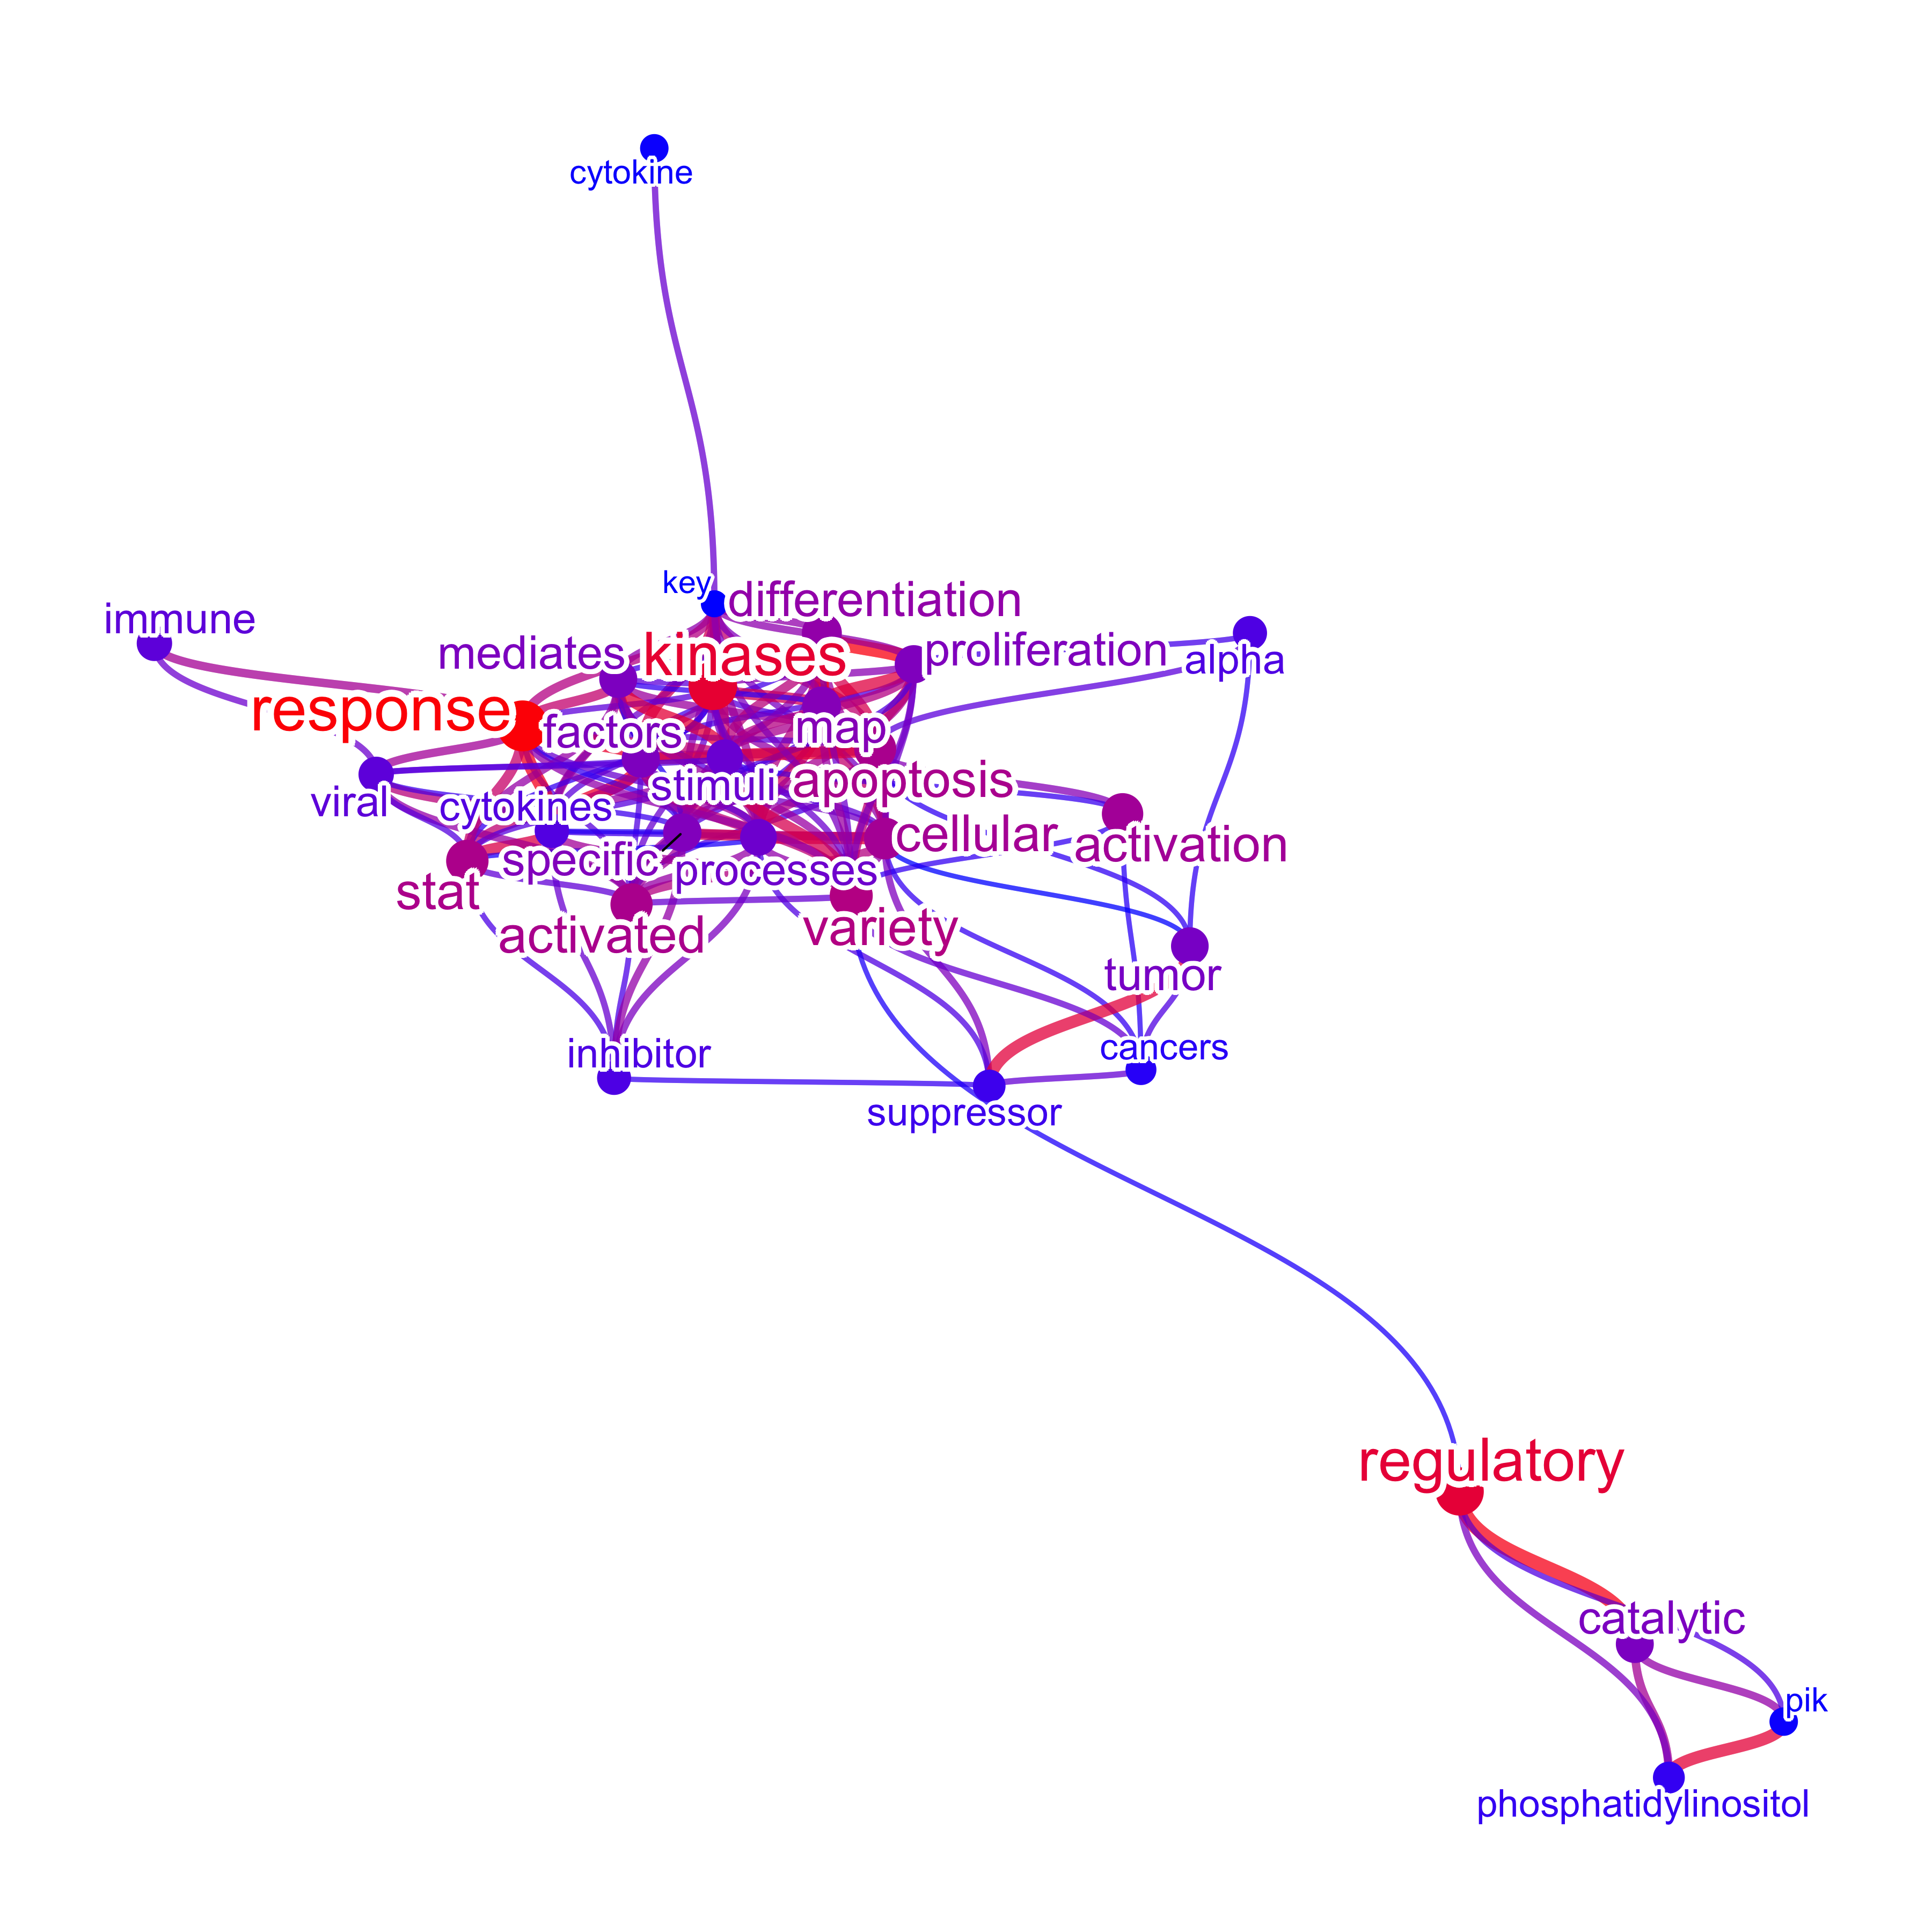 cytokine
key
differentiation
immune
mediates
kinases
proliferation
alpha
response
factors
map
stimuli
apoptosis
viral
cytokines
cellular
activation
specific
processes
stat
activated
variety
tumor
inhibitor
cancers
suppressor
regulatory
catalytic
pik
phosphatidylinositol